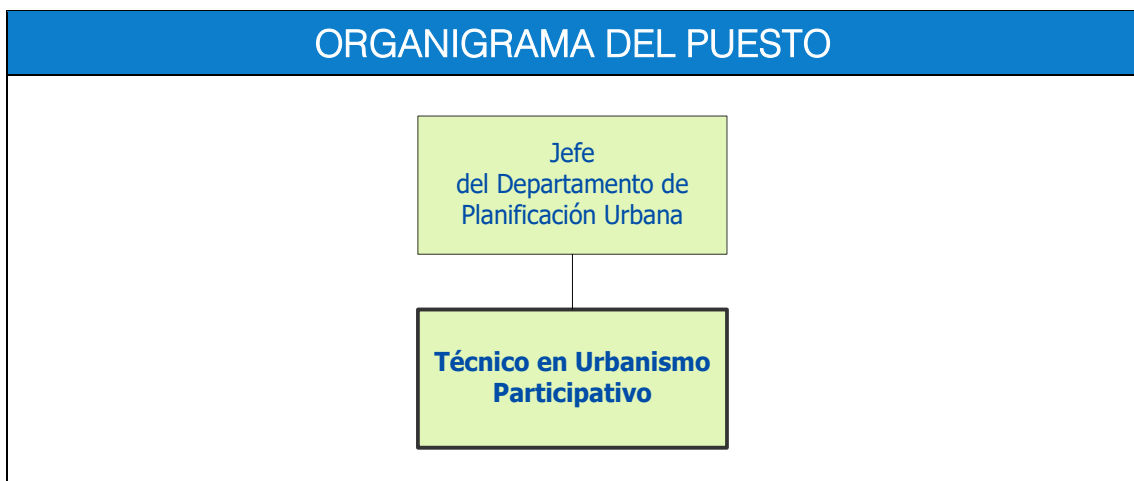 ORGANIGRAMA DEL PUESTO
Jefe
del Departamento de
Planificación Urbana
Técnico en Urbanismo
Participativo